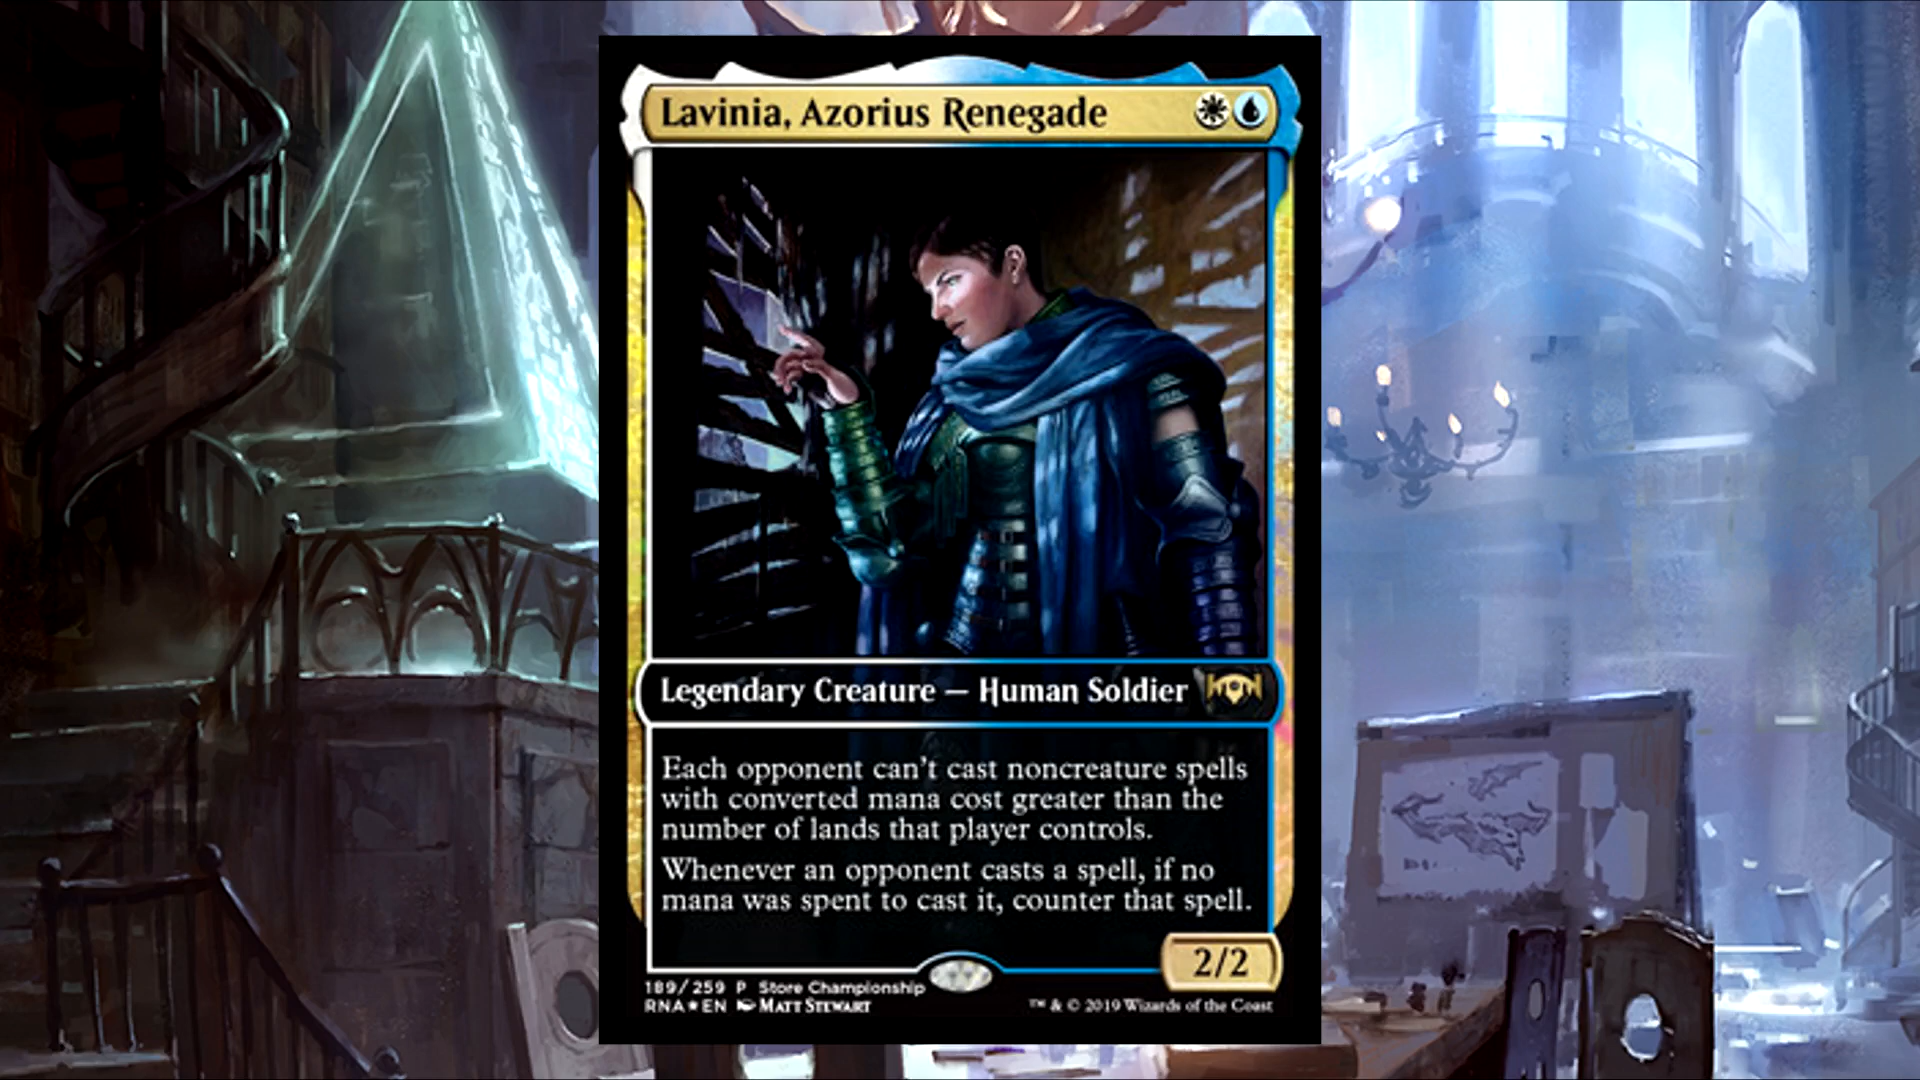 Lavinia, Azorius Renegade
Legendary Creature — Human Soldier
Each opponent can't cast noncreature spells
with converted mana cost greater than the
number of lands that player controls.
Whenever an opponent casts a spell, if no
mana was spent to cast it, counter that spell.
2/2
189/259 P Store Championship
RNA★EN Matt Stewart
™ & © 2019 Wizards of the Coast